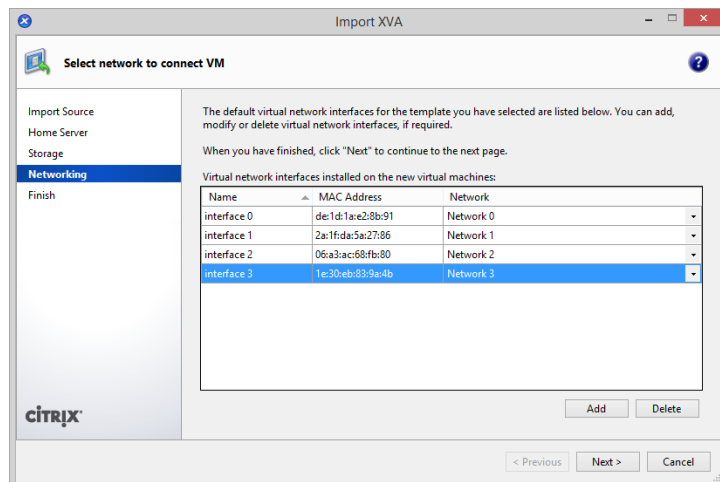 Import XVA
Select network to connect VM
Import Source
Home Server
Storage
Networking
Finish
The default virtual network interfaces for the template you have selected are listed below. You can add,
modify or delete virtual network interfaces, if required.
When you have finished, click "Next" to continue to the next page.
Virtual network interfaces installed on the new virtual machines:
Name MAC Address Network
interface 0 de:1d:1a:e2:8b:91 Network 0
interface 1 2a:1f:da:5a:27:86 Network 1
interface 2 06:a3:ac:68:fb:80 Network 2
interface 3 1e:30:eb:83:9a:4b Network 3
Add Delete
CITRIX
< Previous Next > Cancel